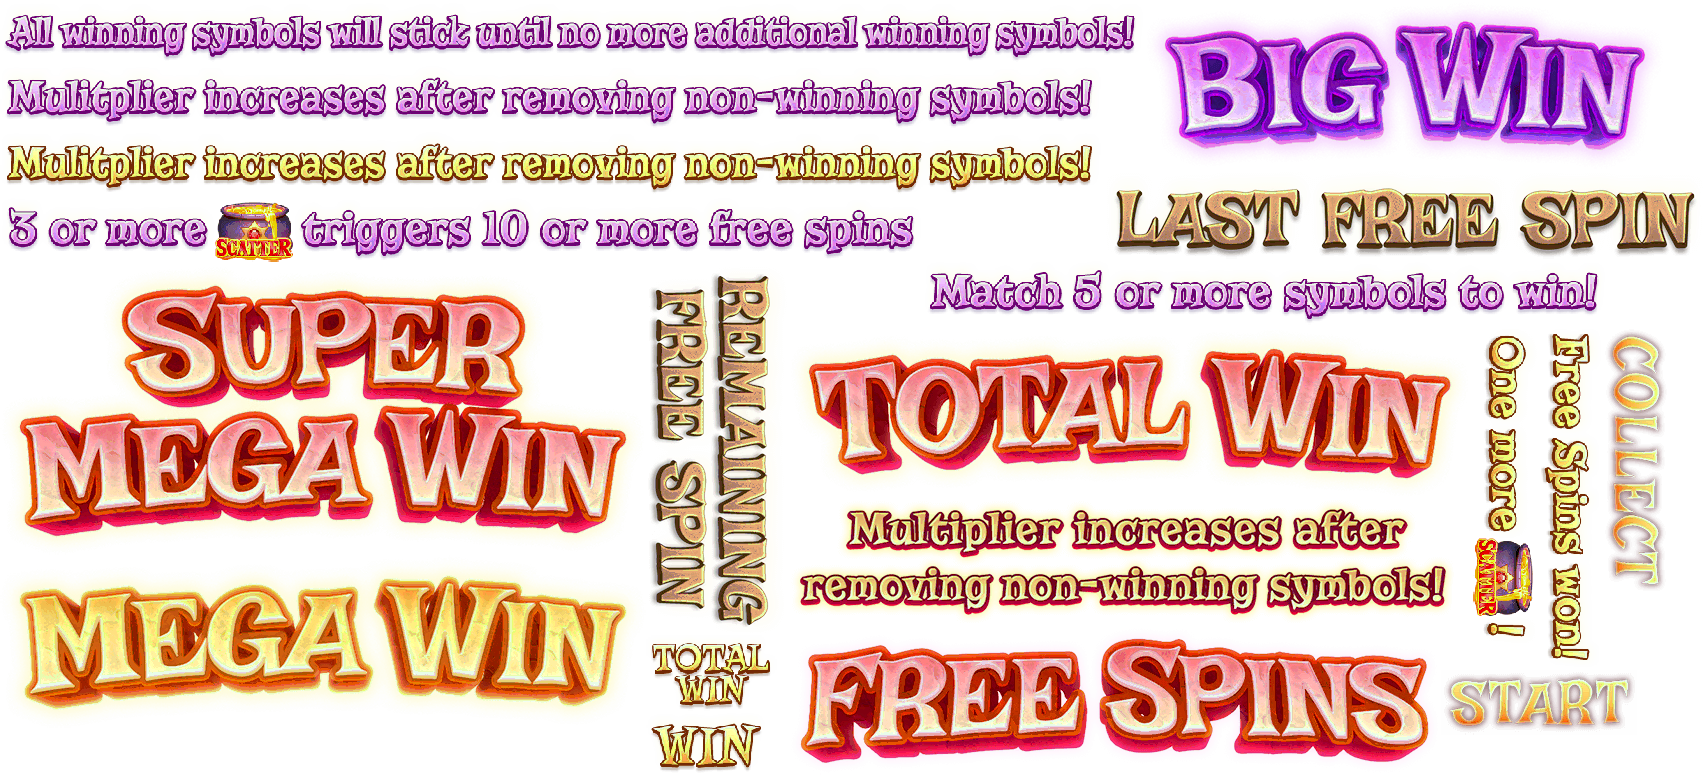 All winning symbols will stick until no more additional winning symbols!
Mulitplier increases after removing non-winning symbols!
Mulitplier increases after removing non-winning symbols!
3 or more SCATTER triggers 10 or more free spins
BIG WIN
LAST FREE SPIN
Match 5 or more symbols to win!
SUPER
MEGA WIN
MEGA WIN
REMAINING
FREE SPIN
TOTAL
WIN
WIN
TOTAL WIN
Multiplier increases after
removing non-winning symbols!
FREE SPINS
One more SCATTER !
Free Spins won!
COLLECT
START